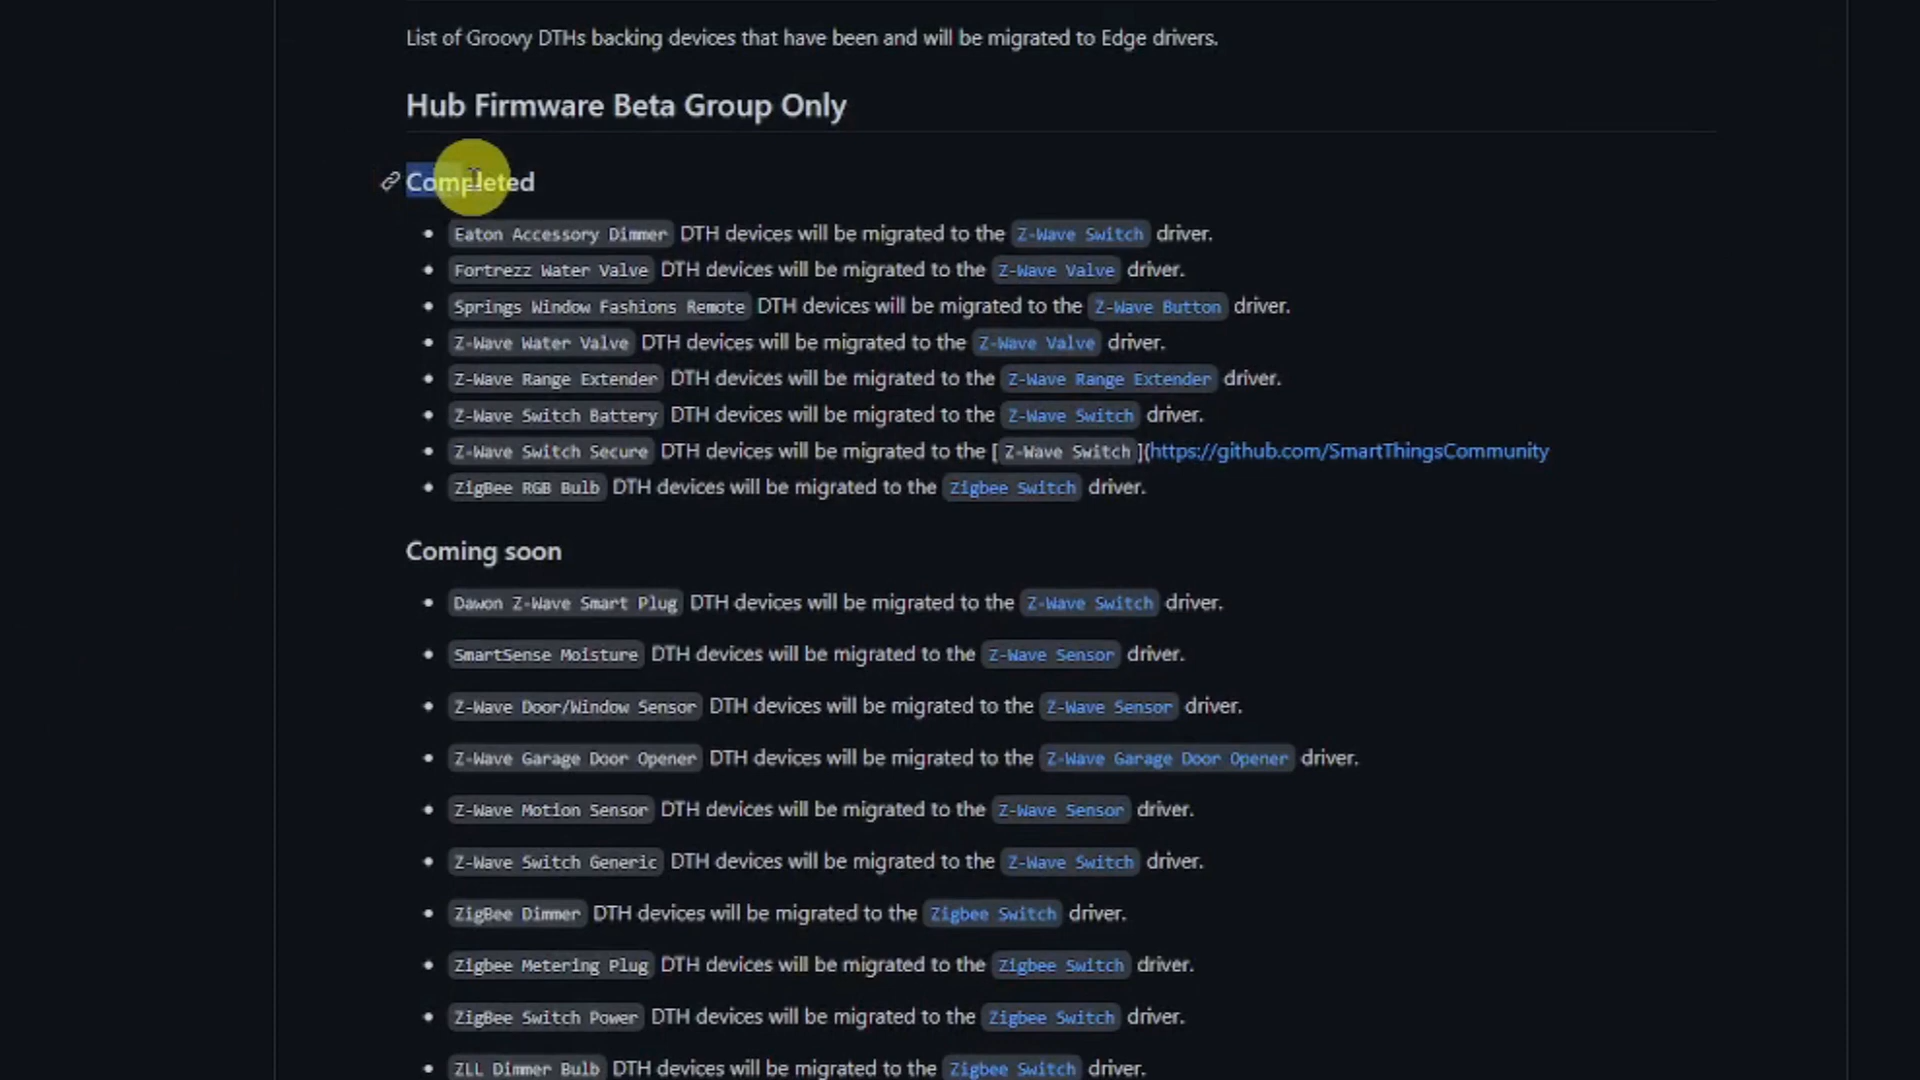 List of Groovy DTHs backing devices that have been and will be migrated to Edge drivers.
Hub Firmware Beta Group Only
Completed
Eaton Accessory Dimmer DTH devices will be migrated to the Z-Wave Switch driver.
Fortrezz Water Valve DTH devices will be migrated to the Z-Wave Valve driver.
Springs Window Fashions Remote DTH devices will be migrated to the Z-Wave Button driver.
Z-Wave Water Valve DTH devices will be migrated to the Z-Wave Valve driver.
Z-Wave Range Extender DTH devices will be migrated to the Z-Wave Range Extender driver.
Z-Wave Switch Battery DTH devices will be migrated to the Z-Wave Switch driver.
Z-Wave Switch Secure DTH devices will be migrated to the [Z-Wave Switch](https://github.com/SmartThingsCommunity
ZigBee RGB Bulb DTH devices will be migrated to the Zigbee Switch driver.
Coming soon
Dawon Z-Wave Smart Plug DTH devices will be migrated to the Z-Wave Switch driver.
SmartSense Moisture DTH devices will be migrated to the Z-Wave Sensor driver.
Z-Wave Door/Window Sensor DTH devices will be migrated to the Z-Wave Sensor driver.
Z-Wave Garage Door Opener DTH devices will be migrated to the Z-Wave Garage Door Opener driver.
Z-Wave Motion Sensor DTH devices will be migrated to the Z-Wave Sensor driver.
Z-Wave Switch Generic DTH devices will be migrated to the Z-Wave Switch driver.
ZigBee Dimmer DTH devices will be migrated to the Zigbee Switch driver.
Zigbee Metering Plug DTH devices will be migrated to the Zigbee Switch driver.
ZigBee Switch Power DTH devices will be migrated to the Zigbee Switch driver.
ZLL Dimmer Bulb DTH devices will be migrated to the Zigbee Switch driver.